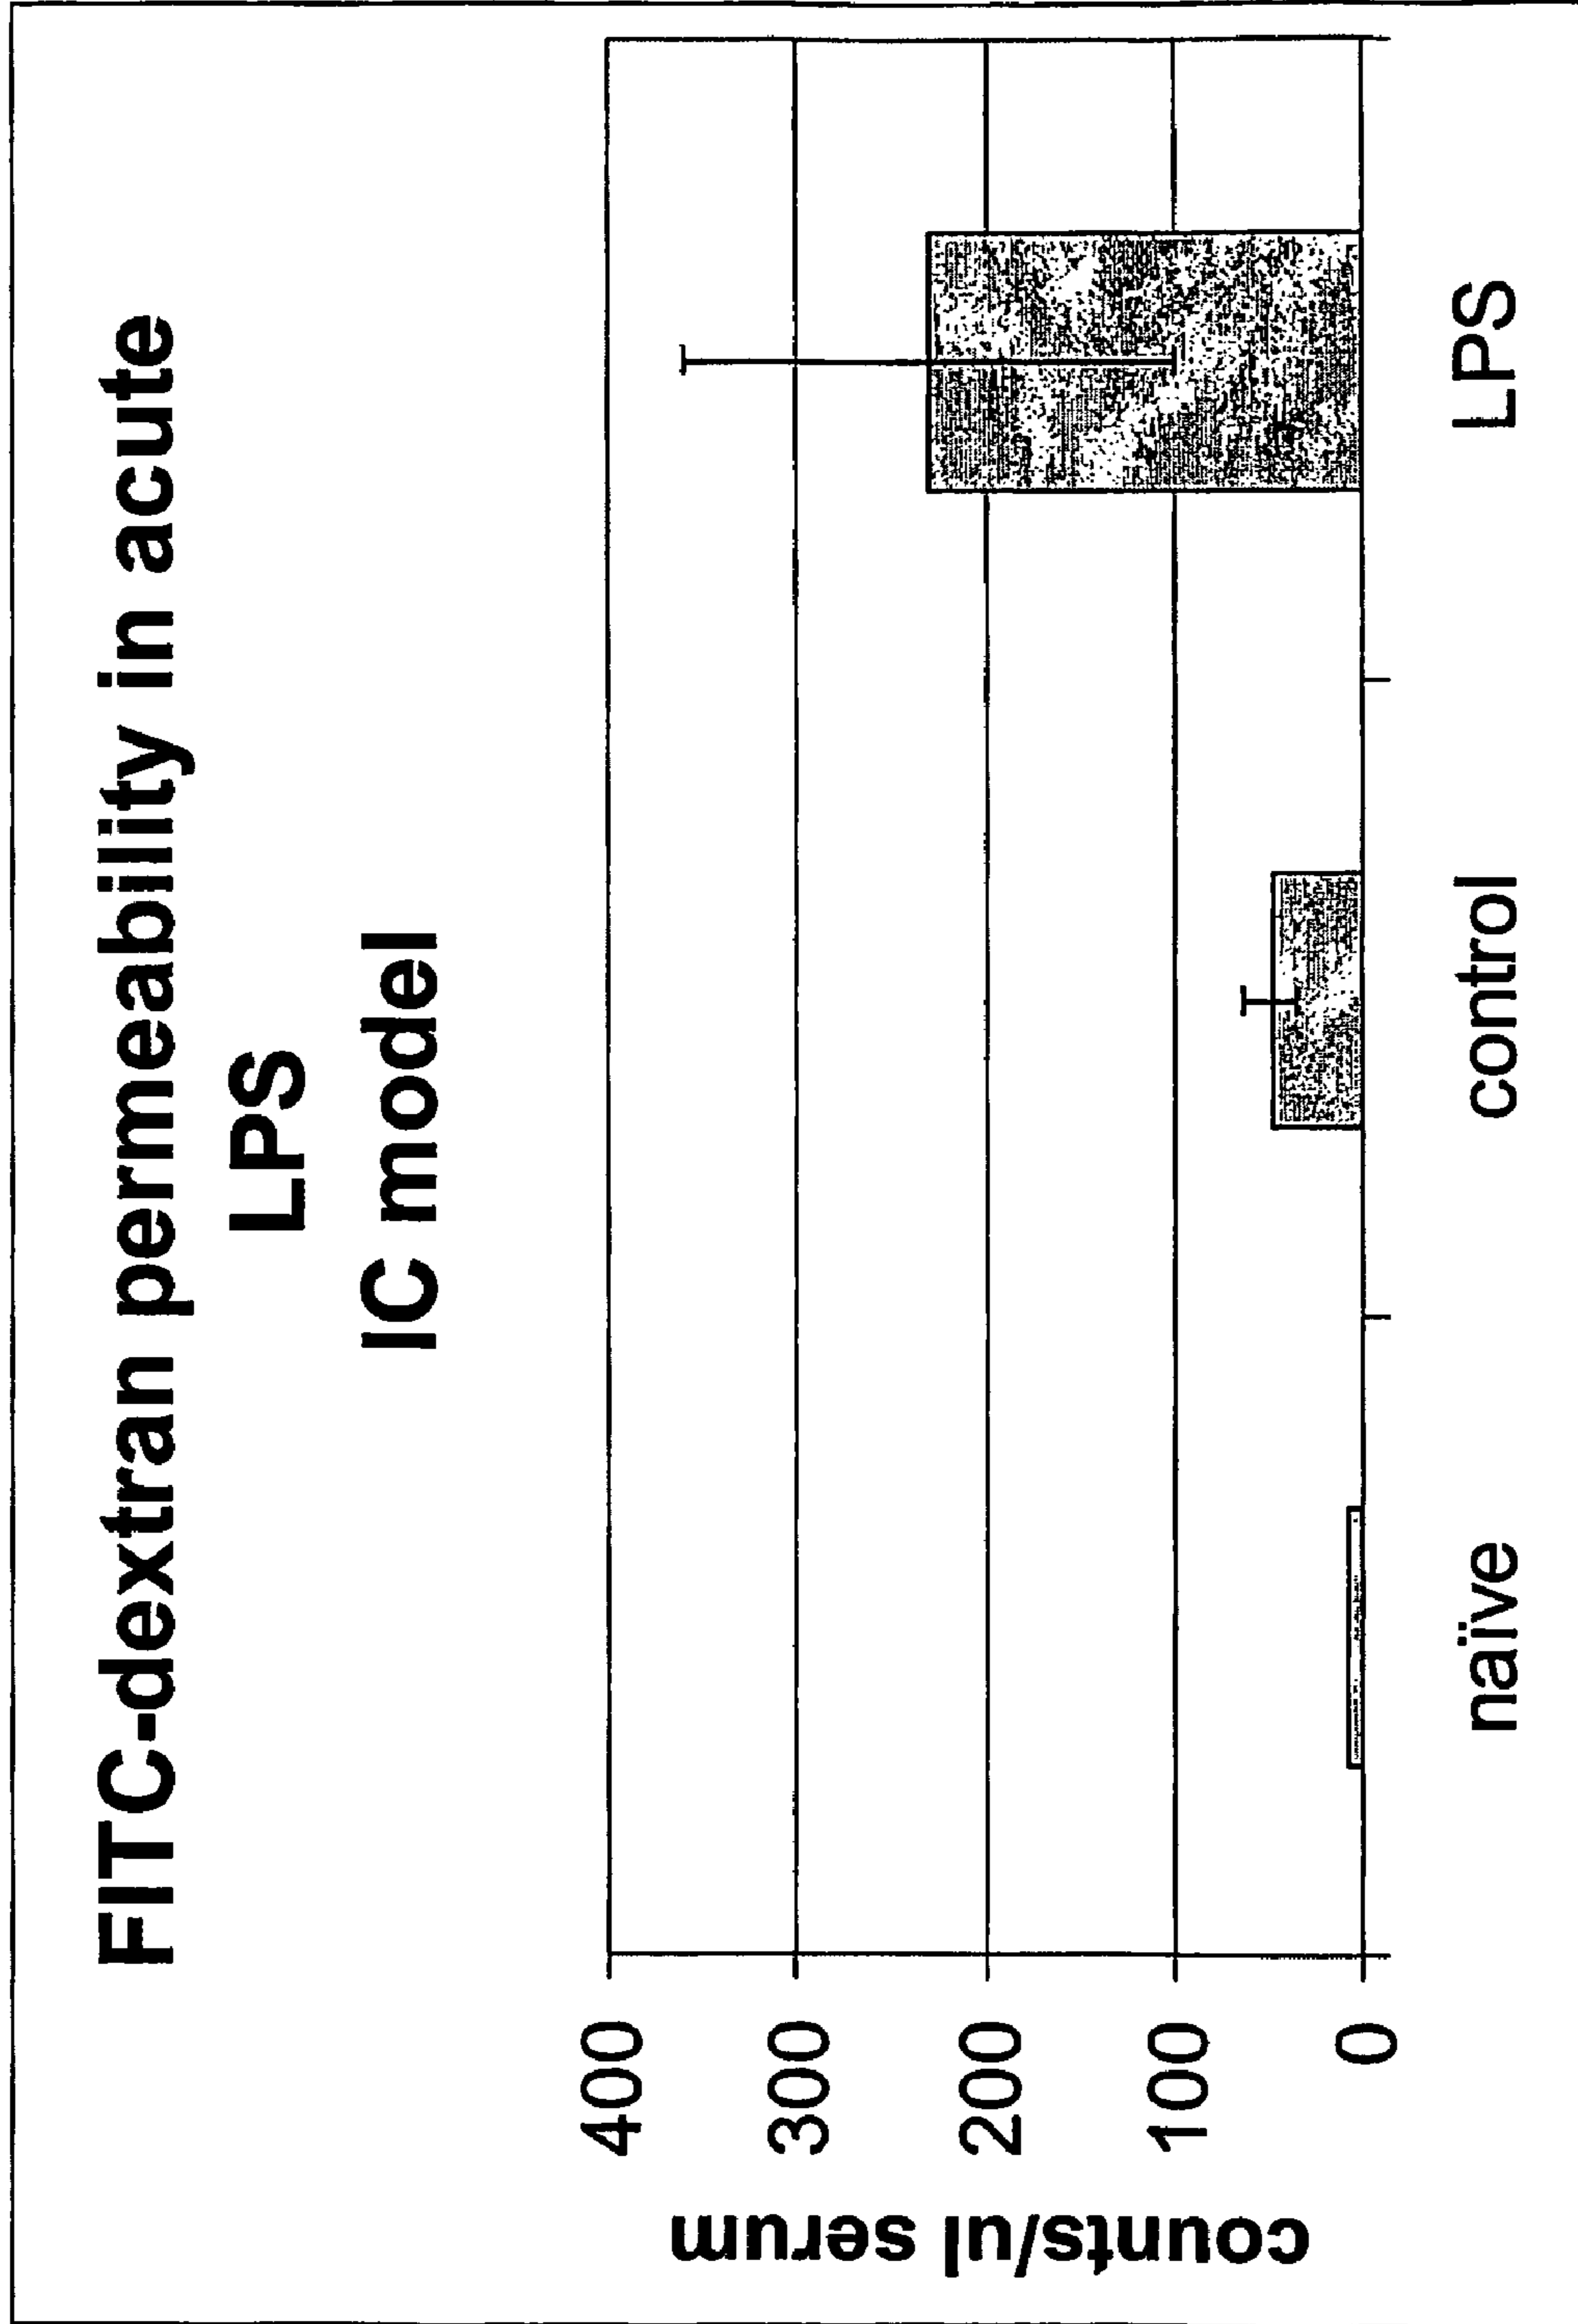 FITC-dextran permeability in acute
LPS
IC model
counts/ul serum
400
300
200
100
0
naïve
control
LPS